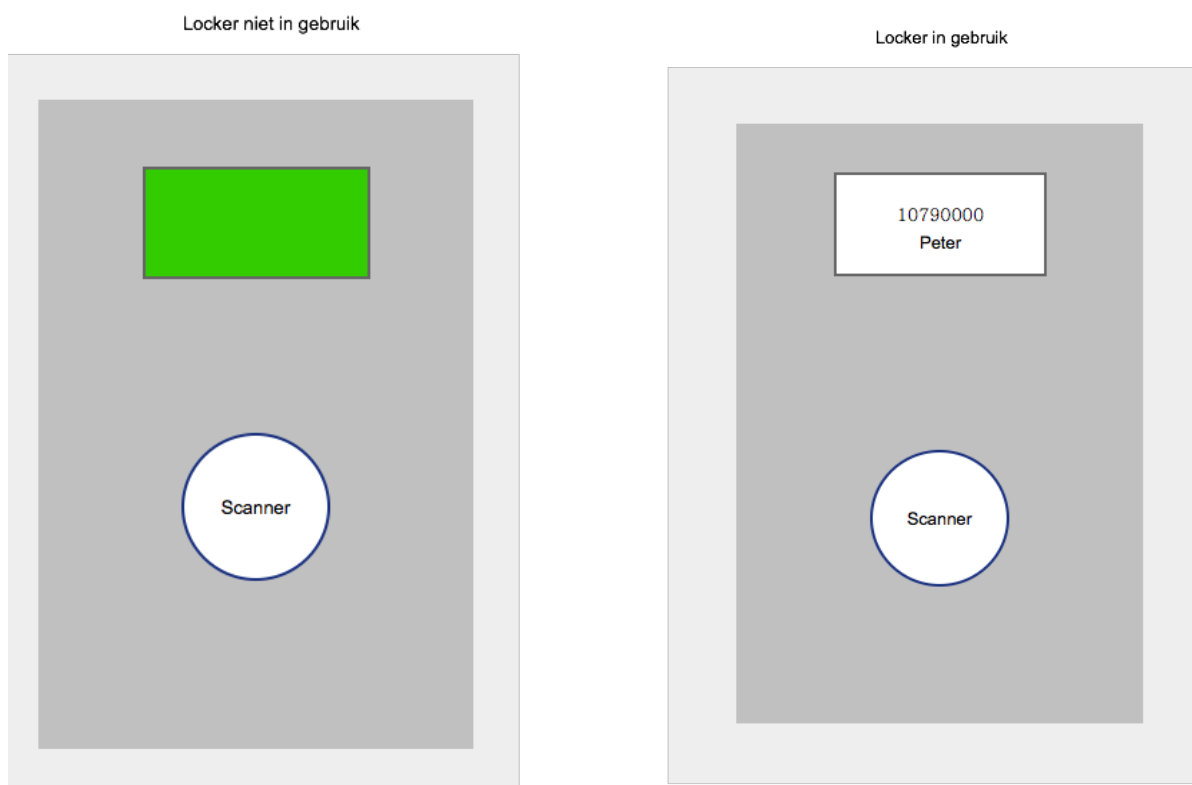 Locker niet in gebruik
Scanner
Locker in gebruik
10790000
Peter
Scanner